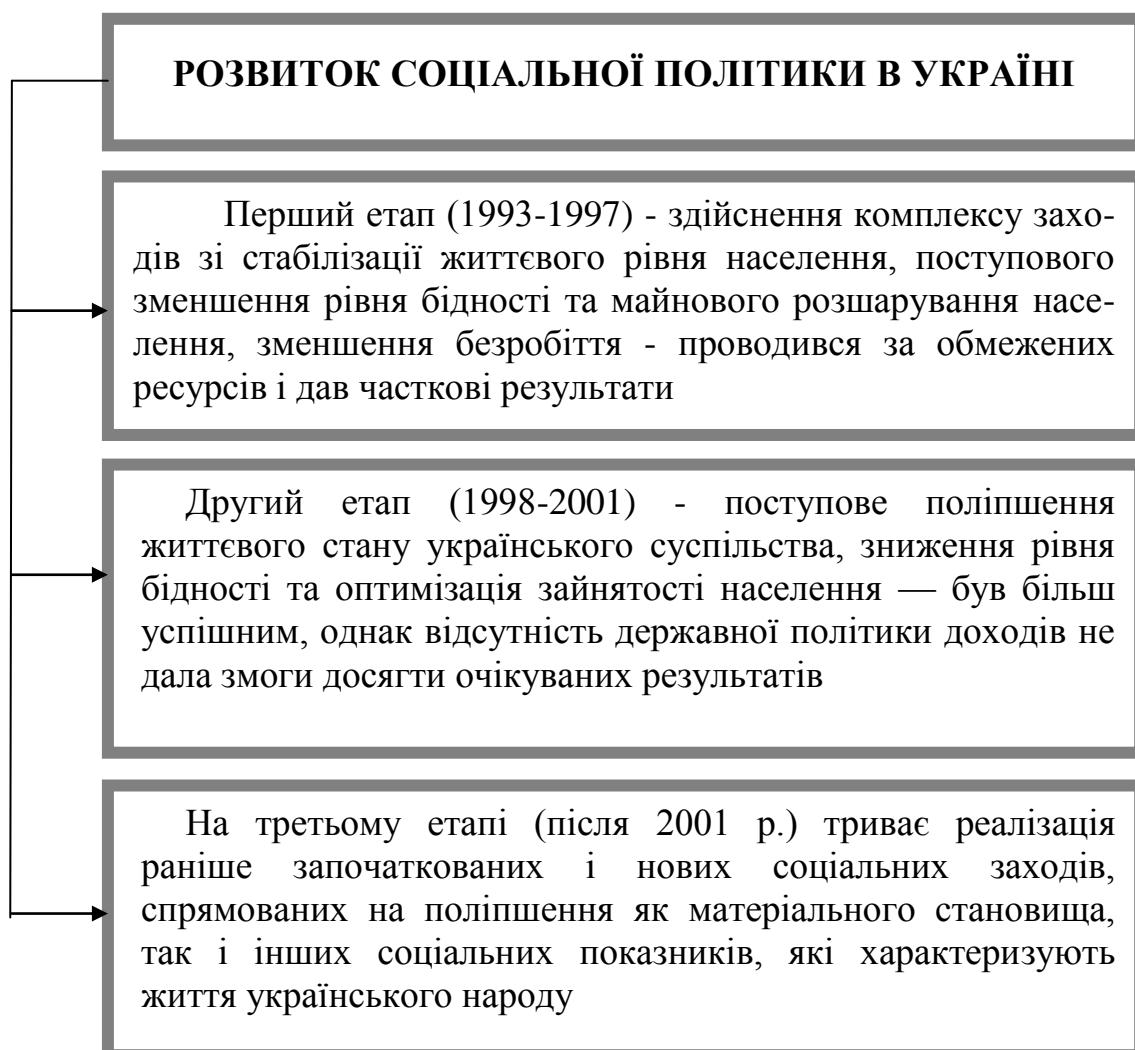 РОЗВИТОК СОЦІАЛЬНОЇ ПОЛІТИКИ В УКРАЇНІ
Перший етап (1993-1997) - здійснення комплексу захо-
дів зі стабілізації життєвого рівня населення, поступового
зменшення рівня бідності та майнового розшарування насе-
лення, зменшення безробіття - проводився за обмежених
ресурсів і дав часткові результати
Другий етап (1998-2001) - поступове поліпшення
життєвого стану українського суспільства, зниження рівня
бідності та оптимізація зайнятості населення — був більш
успішним, однак відсутність державної політики доходів не
дала змоги досягти очікуваних результатів
На третьому етапі (після 2001 р.) триває реалізація
раніше започаткованих і нових соціальних заходів,
спрямованих на поліпшення як матеріального становища,
так і інших соціальних показників, які характеризують
життя українського народу